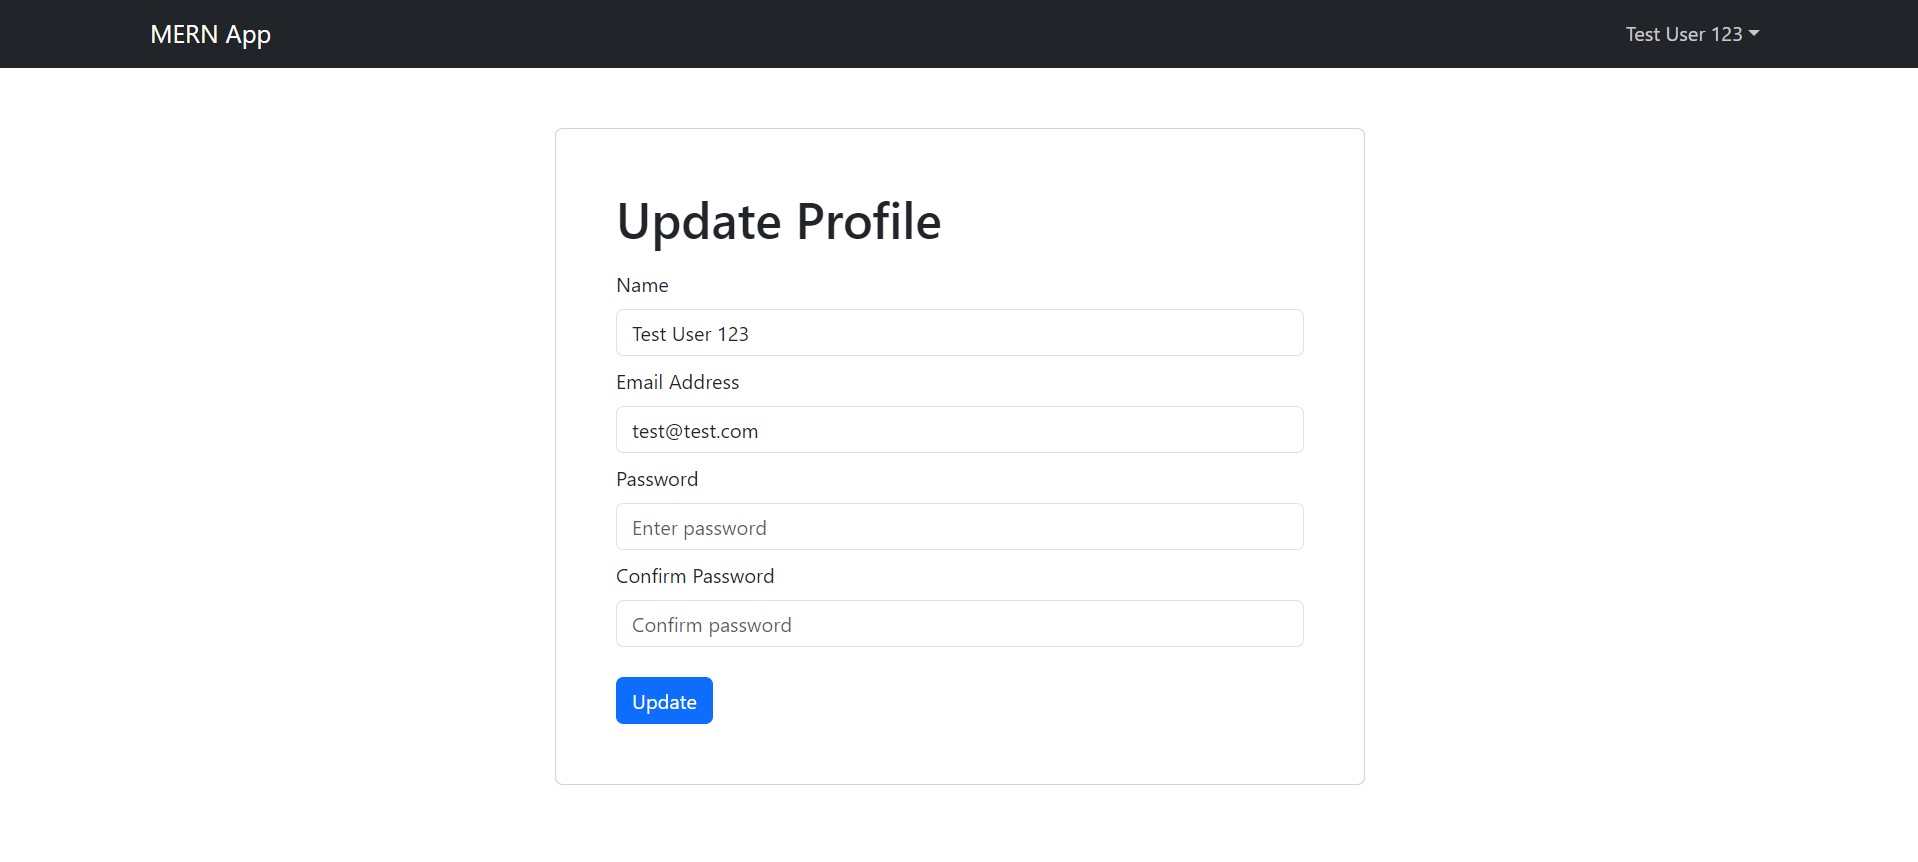 MERN App
Test User 123
Update Profile
Name
Test User 123
Email Address
test@test.com
Password
Enter password
Confirm Password
Confirm password
Update